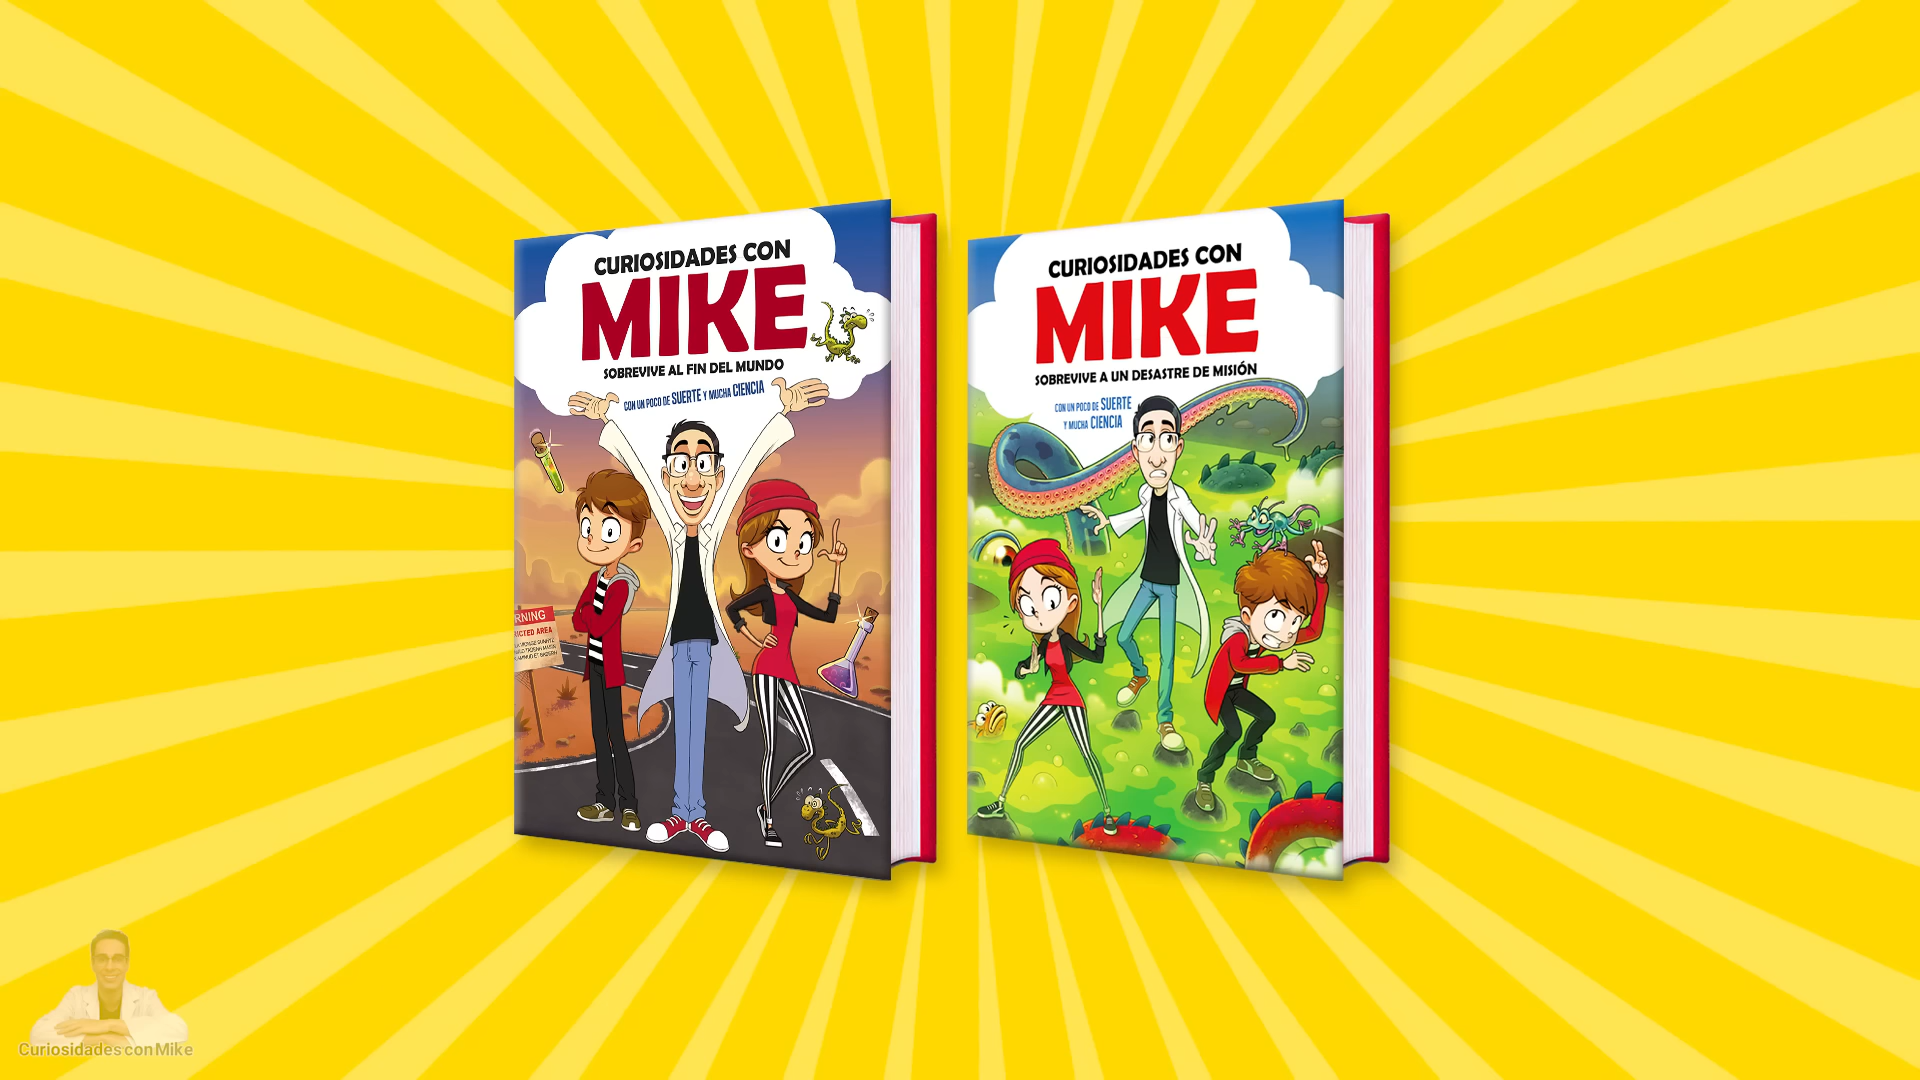 CURIOSIDADES CON
MIKE
SOBREVIVE AL FIN DEL MUNDO
CON UN POCO DE SUERTE Y MUCHA CIENCIA
RNING
ICTED AREA
CURIOSIDADES CON
MIKE
SOBREVIVE A UN DESASTRE DE MISIÓN
CON UN POCO DE SUERTE
Y MUCHA CIENCIA
Curiosidades con Mike